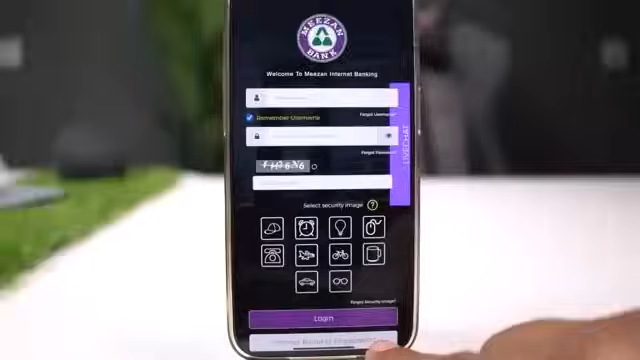 MEEZAN
BANK
Welcome To Meezan Internet Banking
Remember Username
Forgot Username?
LIVECHAT
Forgot Password?
Select security image ?
Forgot Security Image?
Login